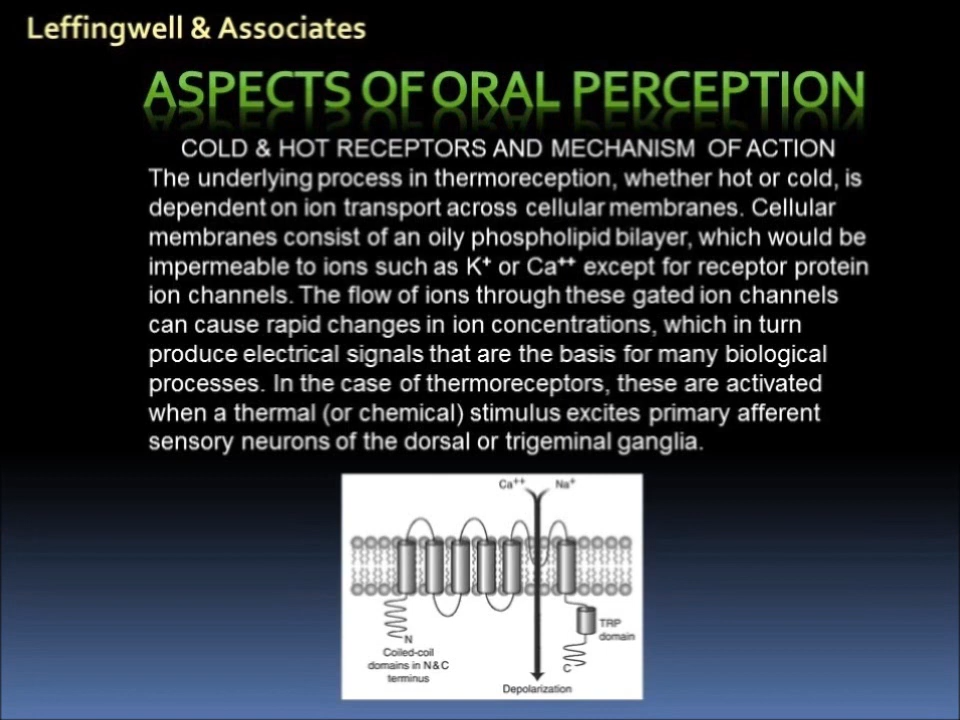 Leffingwell & Associates
ASPECTS OF ORAL PERCEPTION
COLD & HOT RECEPTORS AND MECHANISM OF ACTION
The underlying process in thermoreception, whether hot or cold, is
dependent on ion transport across cellular membranes. Cellular
membranes consist of an oily phospholipid bilayer, which would be
impermeable to ions such as K⁺ or Ca⁺⁺ except for receptor protein
ion channels. The flow of ions through these gated ion channels
can cause rapid changes in ion concentrations, which in turn
produce electrical signals that are the basis for many biological
processes. In the case of thermoreceptors, these are activated
when a thermal (or chemical) stimulus excites primary afferent
sensory neurons of the dorsal or trigeminal ganglia.
Ca⁺⁺ Na⁺
TRP
domain
N
Coiled-coil
domains in N&C
terminus
C
Depolarization